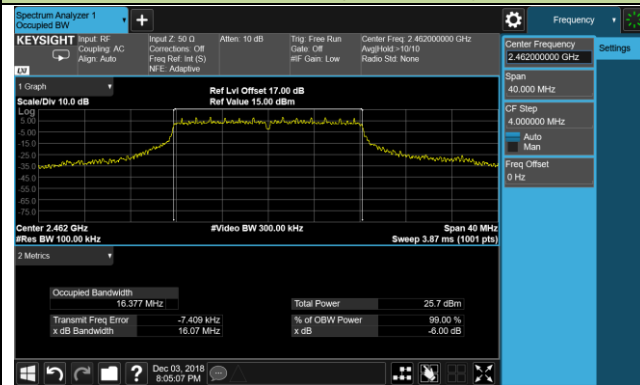 Spectrum Analyzer 1
Occupied BW
Frequency
KEYSIGHT
Input: RF
Coupling: AC
Align: Auto
Input Z: 50 Ω
Corrections: Off
Freq Ref: Int (S)
NFE: Adaptive
Atten: 10 dB
Trig: Free Run
Gate: Off
#IF Gain: Low
Center Freq: 2.462000000 GHz
Avg|Hold:>10/10
Radio Std: None
LXI
Center Frequency
2.462000000 GHz
Settings
Span
40.000 MHz
CF Step
4.000000 MHz
Auto
Man
Freq Offset
0 Hz
1 Graph
Scale/Div 10.0 dB
Ref Lvl Offset 17.00 dB
Ref Value 15.00 dBm
Log
5.00
-5.00
-15.0
-25.0
-35.0
-45.0
-55.0
-65.0
-75.0
Center 2.462 GHz
#Res BW 100.00 kHz
#Video BW 300.00 kHz
Span 40 MHz
Sweep 3.87 ms (1001 pts)
2 Metrics
Occupied Bandwidth
16.377 MHz
Total Power 25.7 dBm
Transmit Freq Error -7.409 kHz
% of OBW Power 99.00 %
x dB Bandwidth 16.07 MHz
x dB -6.00 dB
Dec 03, 2018
8:05:07 PM